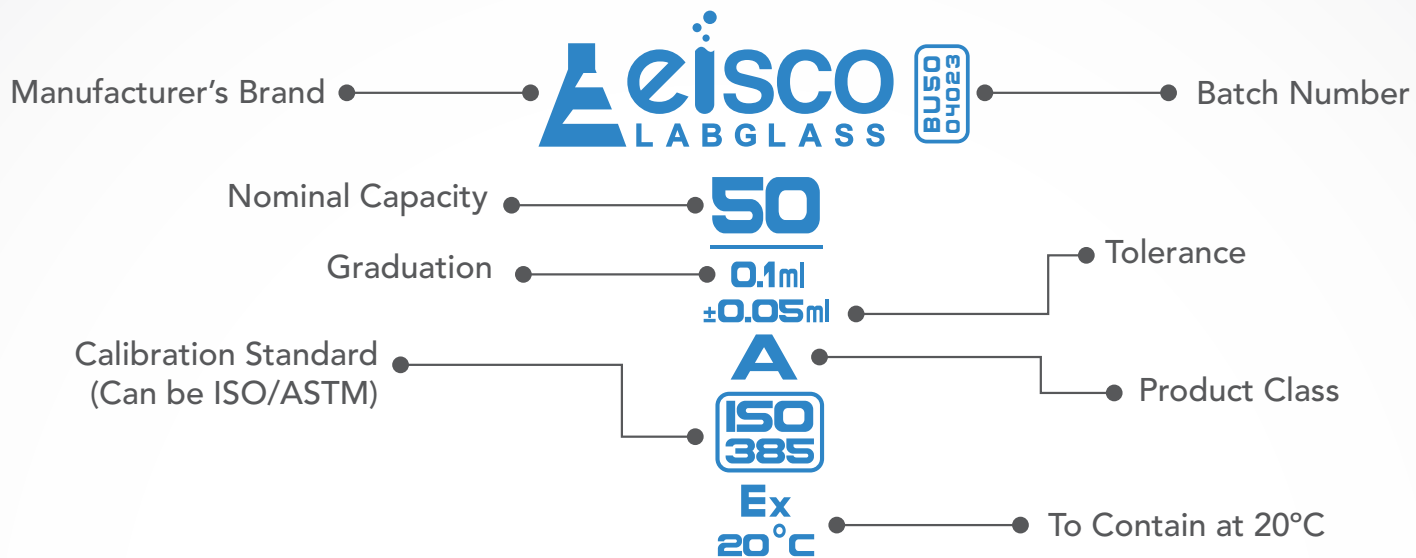 Manufacturer's Brand
eisco
LABGLASS
BU50
04023
Batch Number
Nominal Capacity
50
Graduation
0.1ml
Tolerance
±0.05ml
Calibration Standard
(Can be ISO/ASTM)
A
Product Class
ISO
385
Ex
20°C
To Contain at 20°C